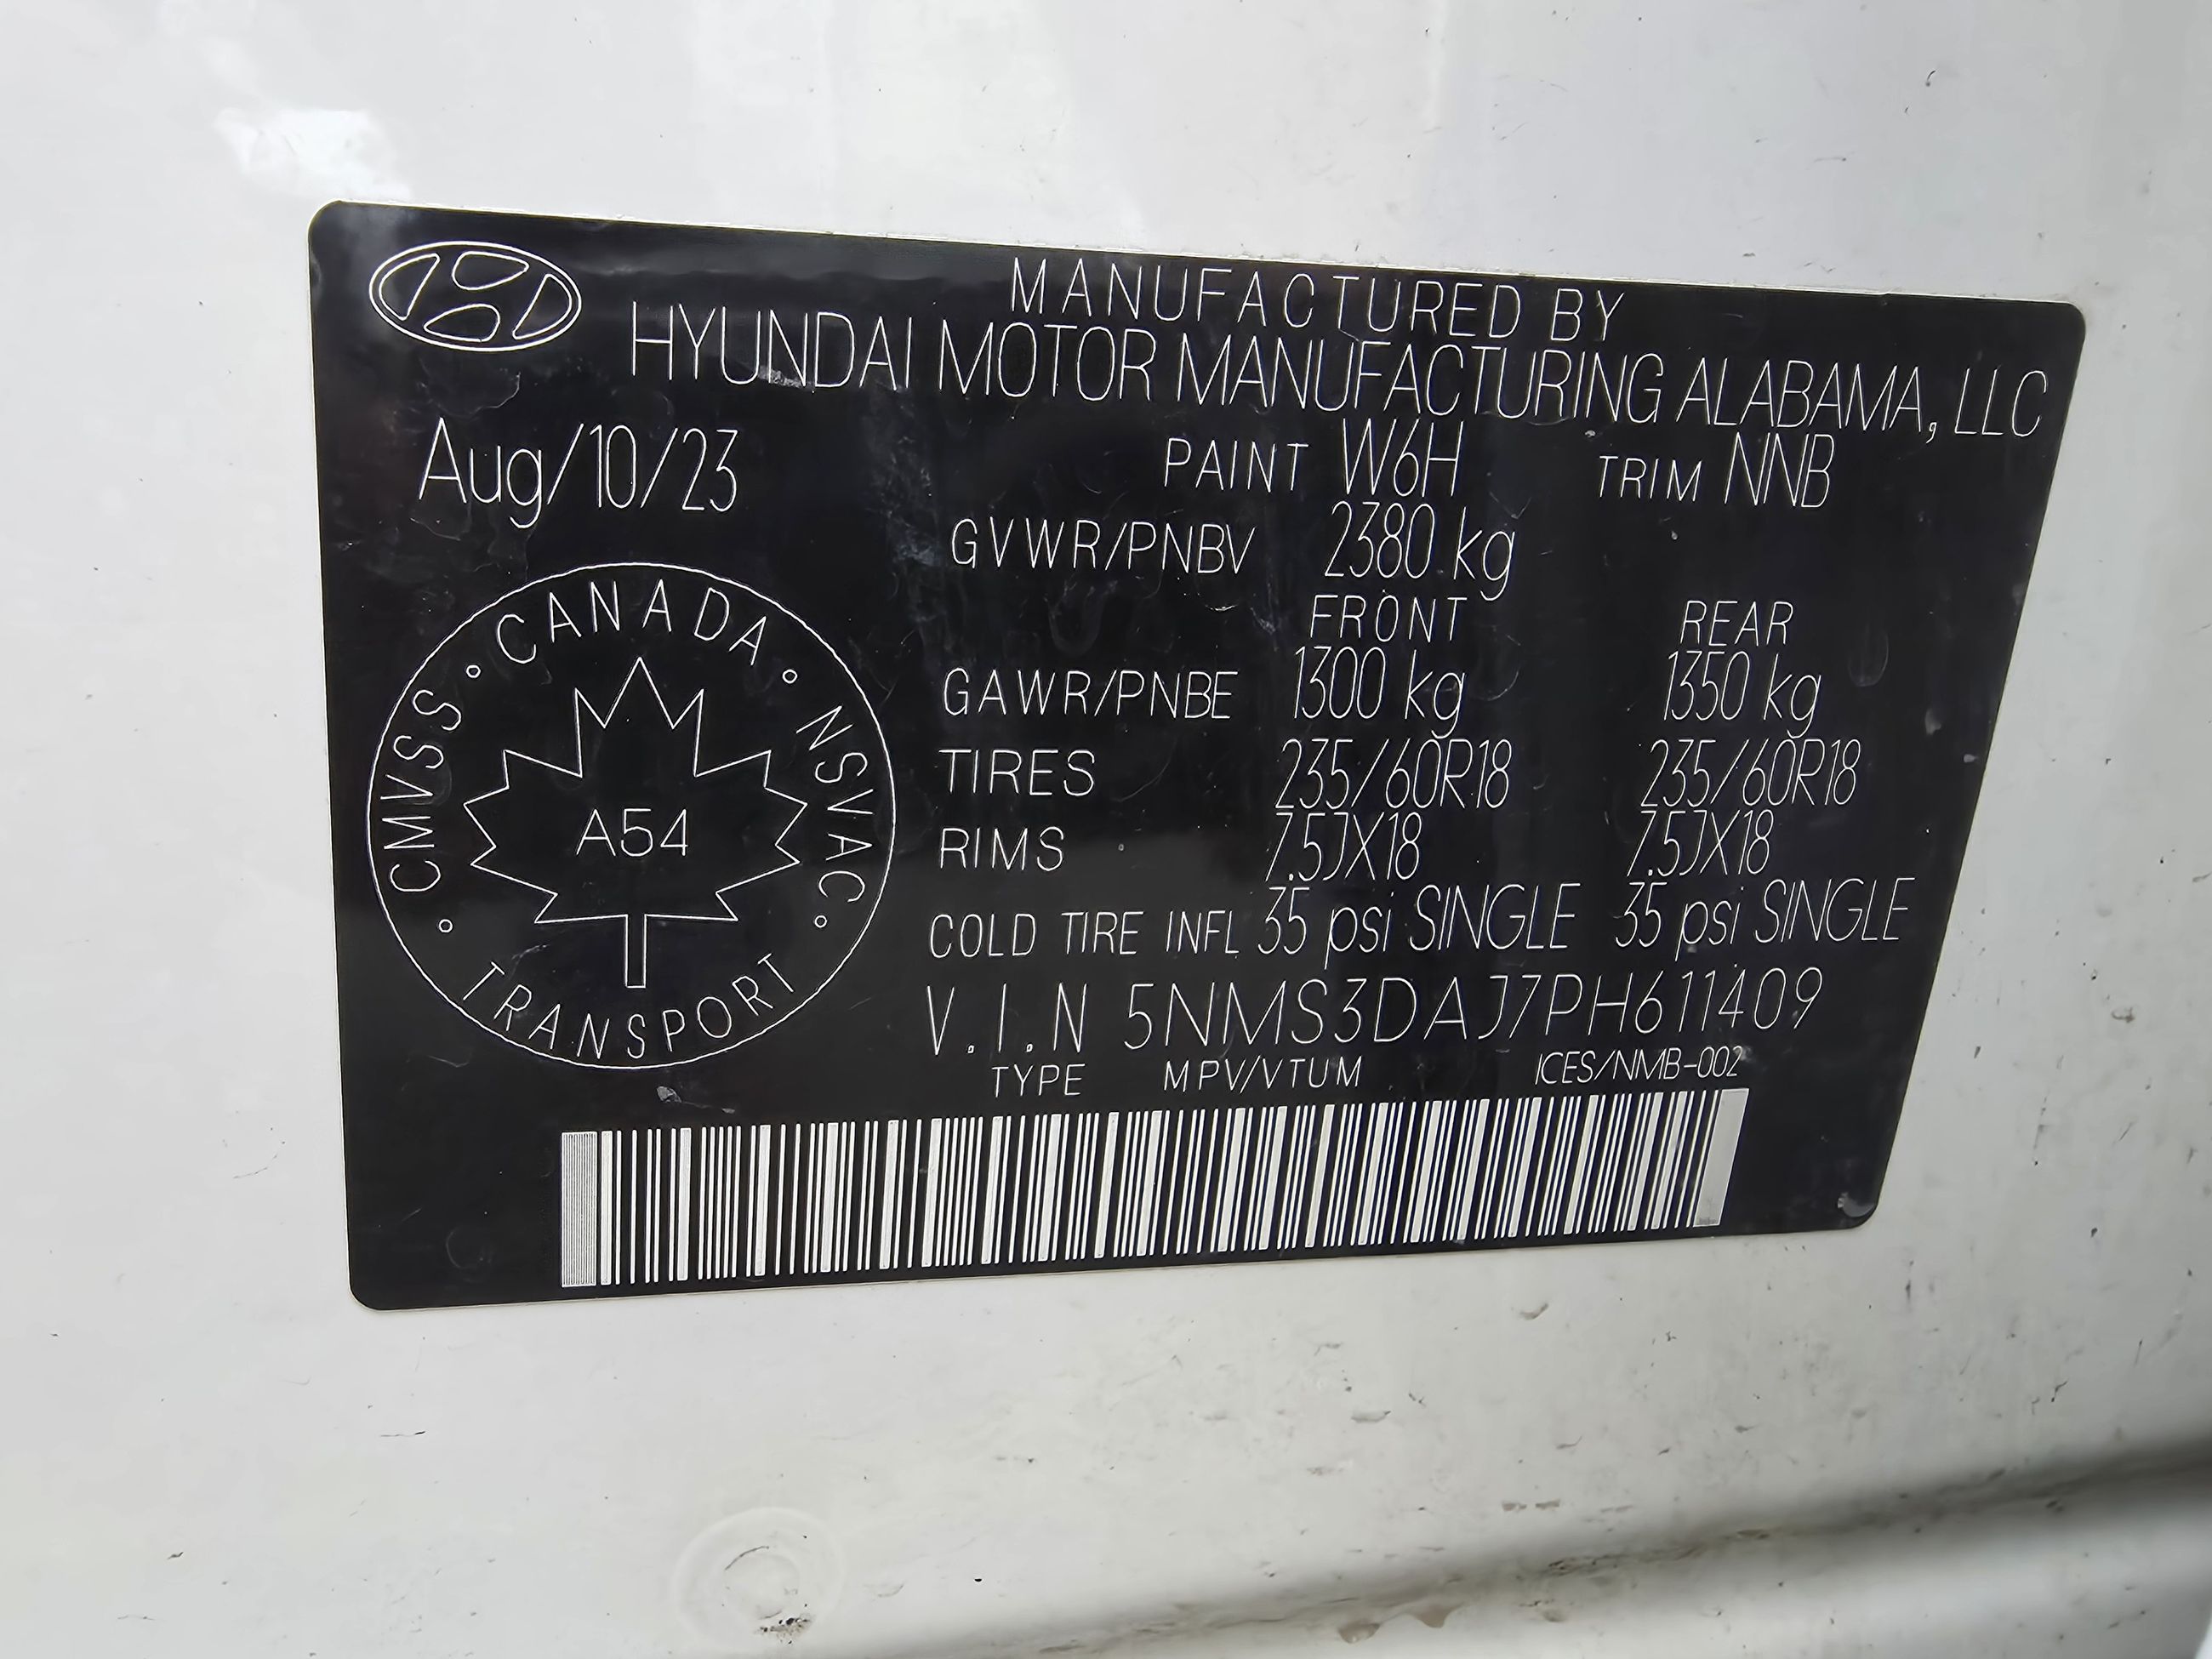 MANUFACTURED BY
HYUNDAI MOTOR MANUFACTURING ALABAMA, LLC
Aug/10/23 PAINT W6H TRIM NNB
GVWR/PNBV 2380 kg
FRONT REAR
GAWR/PNBE 1300 kg 1350 kg
TIRES 235/60R18 235/60R18
RIMS 7.5JX18 7.5JX18
COLD TIRE INFL 35 psi SINGLE 35 psi SINGLE
V.I.N 5NMS3DAJ7PH611409
TYPE MPV/VTUM ICES/NMB-002
CMVSS · CANADA · NSVAC · TRANSPORT ·
A54